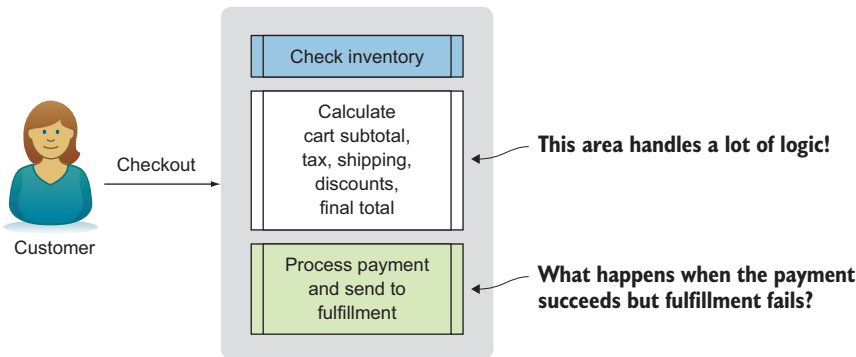 Check inventory
Calculate
cart subtotal,
tax, shipping,
discounts,
final total
This area handles a lot of logic!
Checkout
Customer
Process payment
and send to
fulfillment
What happens when the payment
succeeds but fulfillment fails?